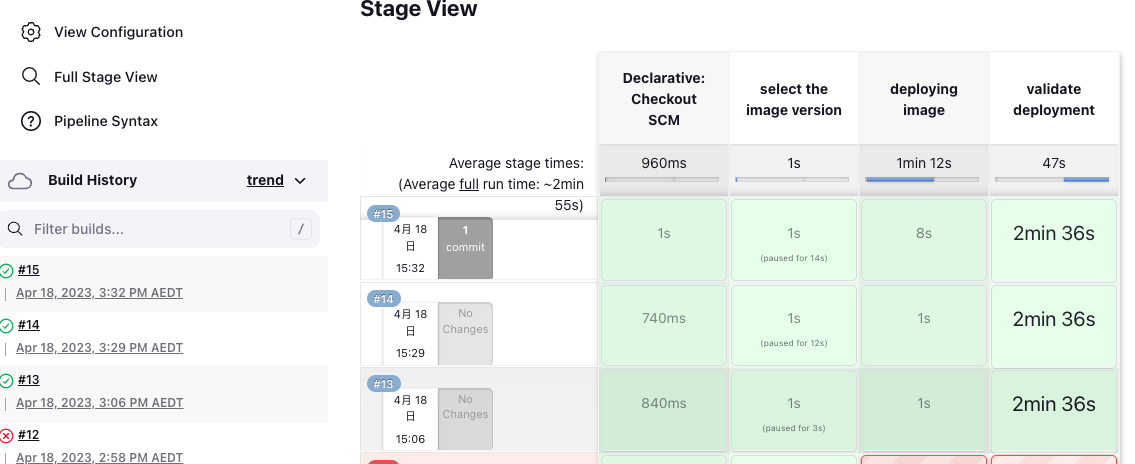 Stage View
View Configuration
Full Stage View
Pipeline Syntax
Build History
trend
Filter builds...
/
#15
Apr 18, 2023, 3:32 PM AEDT
#14
Apr 18, 2023, 3:29 PM AEDT
#13
Apr 18, 2023, 3:06 PM AEDT
#12
Apr 18, 2023, 2:58 PM AEDT
Declarative:
Checkout
SCM
select the
image version
deploying
image
validate
deployment
Average stage times:
(Average full run time: ~2min
55s)
960ms
1s
1min 12s
47s
#15
4月 18
日
15:32
1
commit
1s
1s
(paused for 14s)
8s
2min 36s
#14
4月 18
日
15:29
No
Changes
740ms
1s
(paused for 12s)
1s
2min 36s
#13
4月 18
日
15:06
No
Changes
840ms
1s
(paused for 3s)
1s
2min 36s